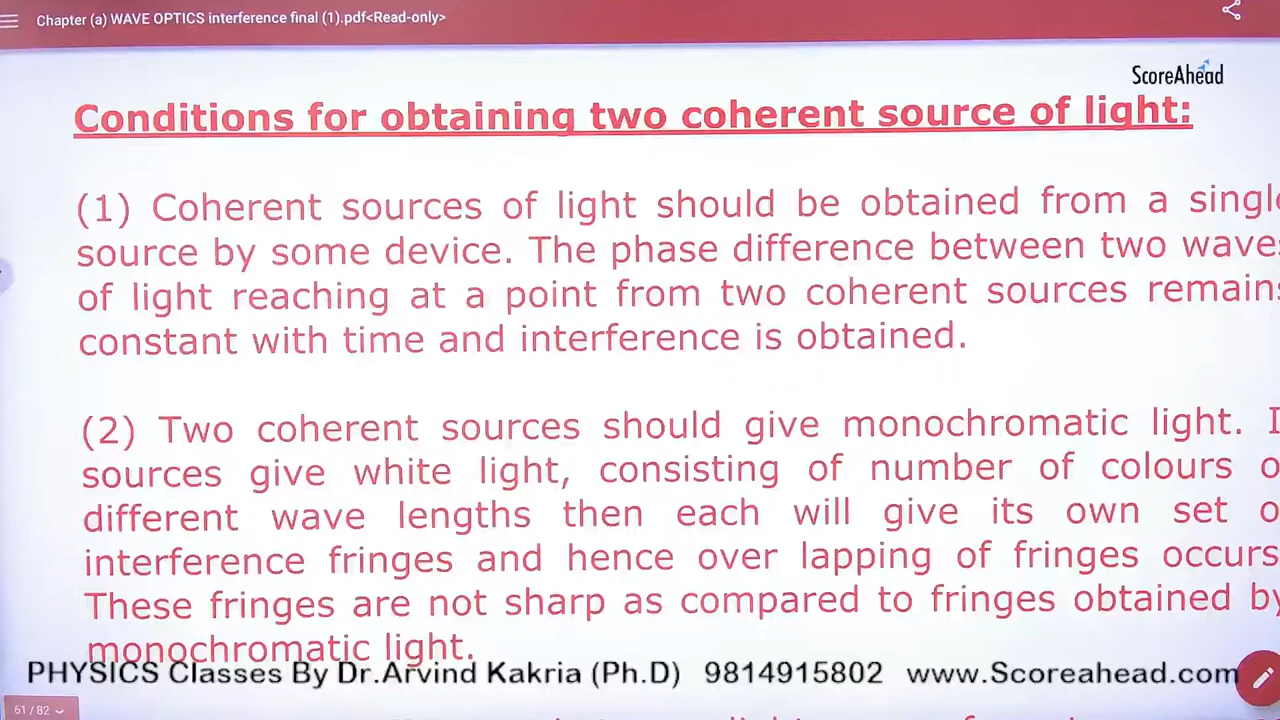 Chapter (a) WAVE OPTICS interference final (1).pdf<Read-only>
ScoreAhead
Conditions for obtaining two coherent source of light:
(1) Coherent sources of light should be obtained from a singl
source by some device. The phase difference between two waves
of light reaching at a point from two coherent sources remains
constant with time and interference is obtained.
(2) Two coherent sources should give monochromatic light. I
sources give white light, consisting of number of colours o
different wave lengths then each will give its own set o
interference fringes and hence over lapping of fringes occurs
These fringes are not sharp as compared to fringes obtained by
monochromatic light.
PHYSICS Classes By Dr.Arvind Kakria (Ph.D) 9814915802 www.Scoreahead.com
61 / 82